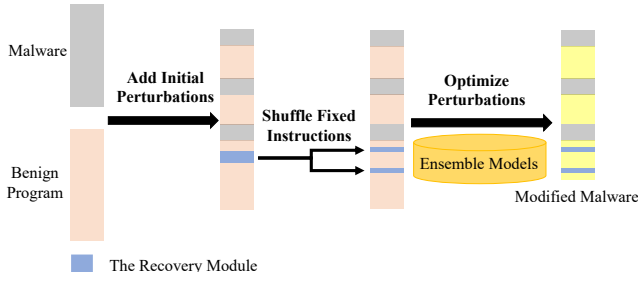 Malware
Add Initial
Perturbations
Shuffle Fixed
Instructions
Optimize
Perturbations
Ensemble Models
Benign
Program
Modified Malware
The Recovery Module